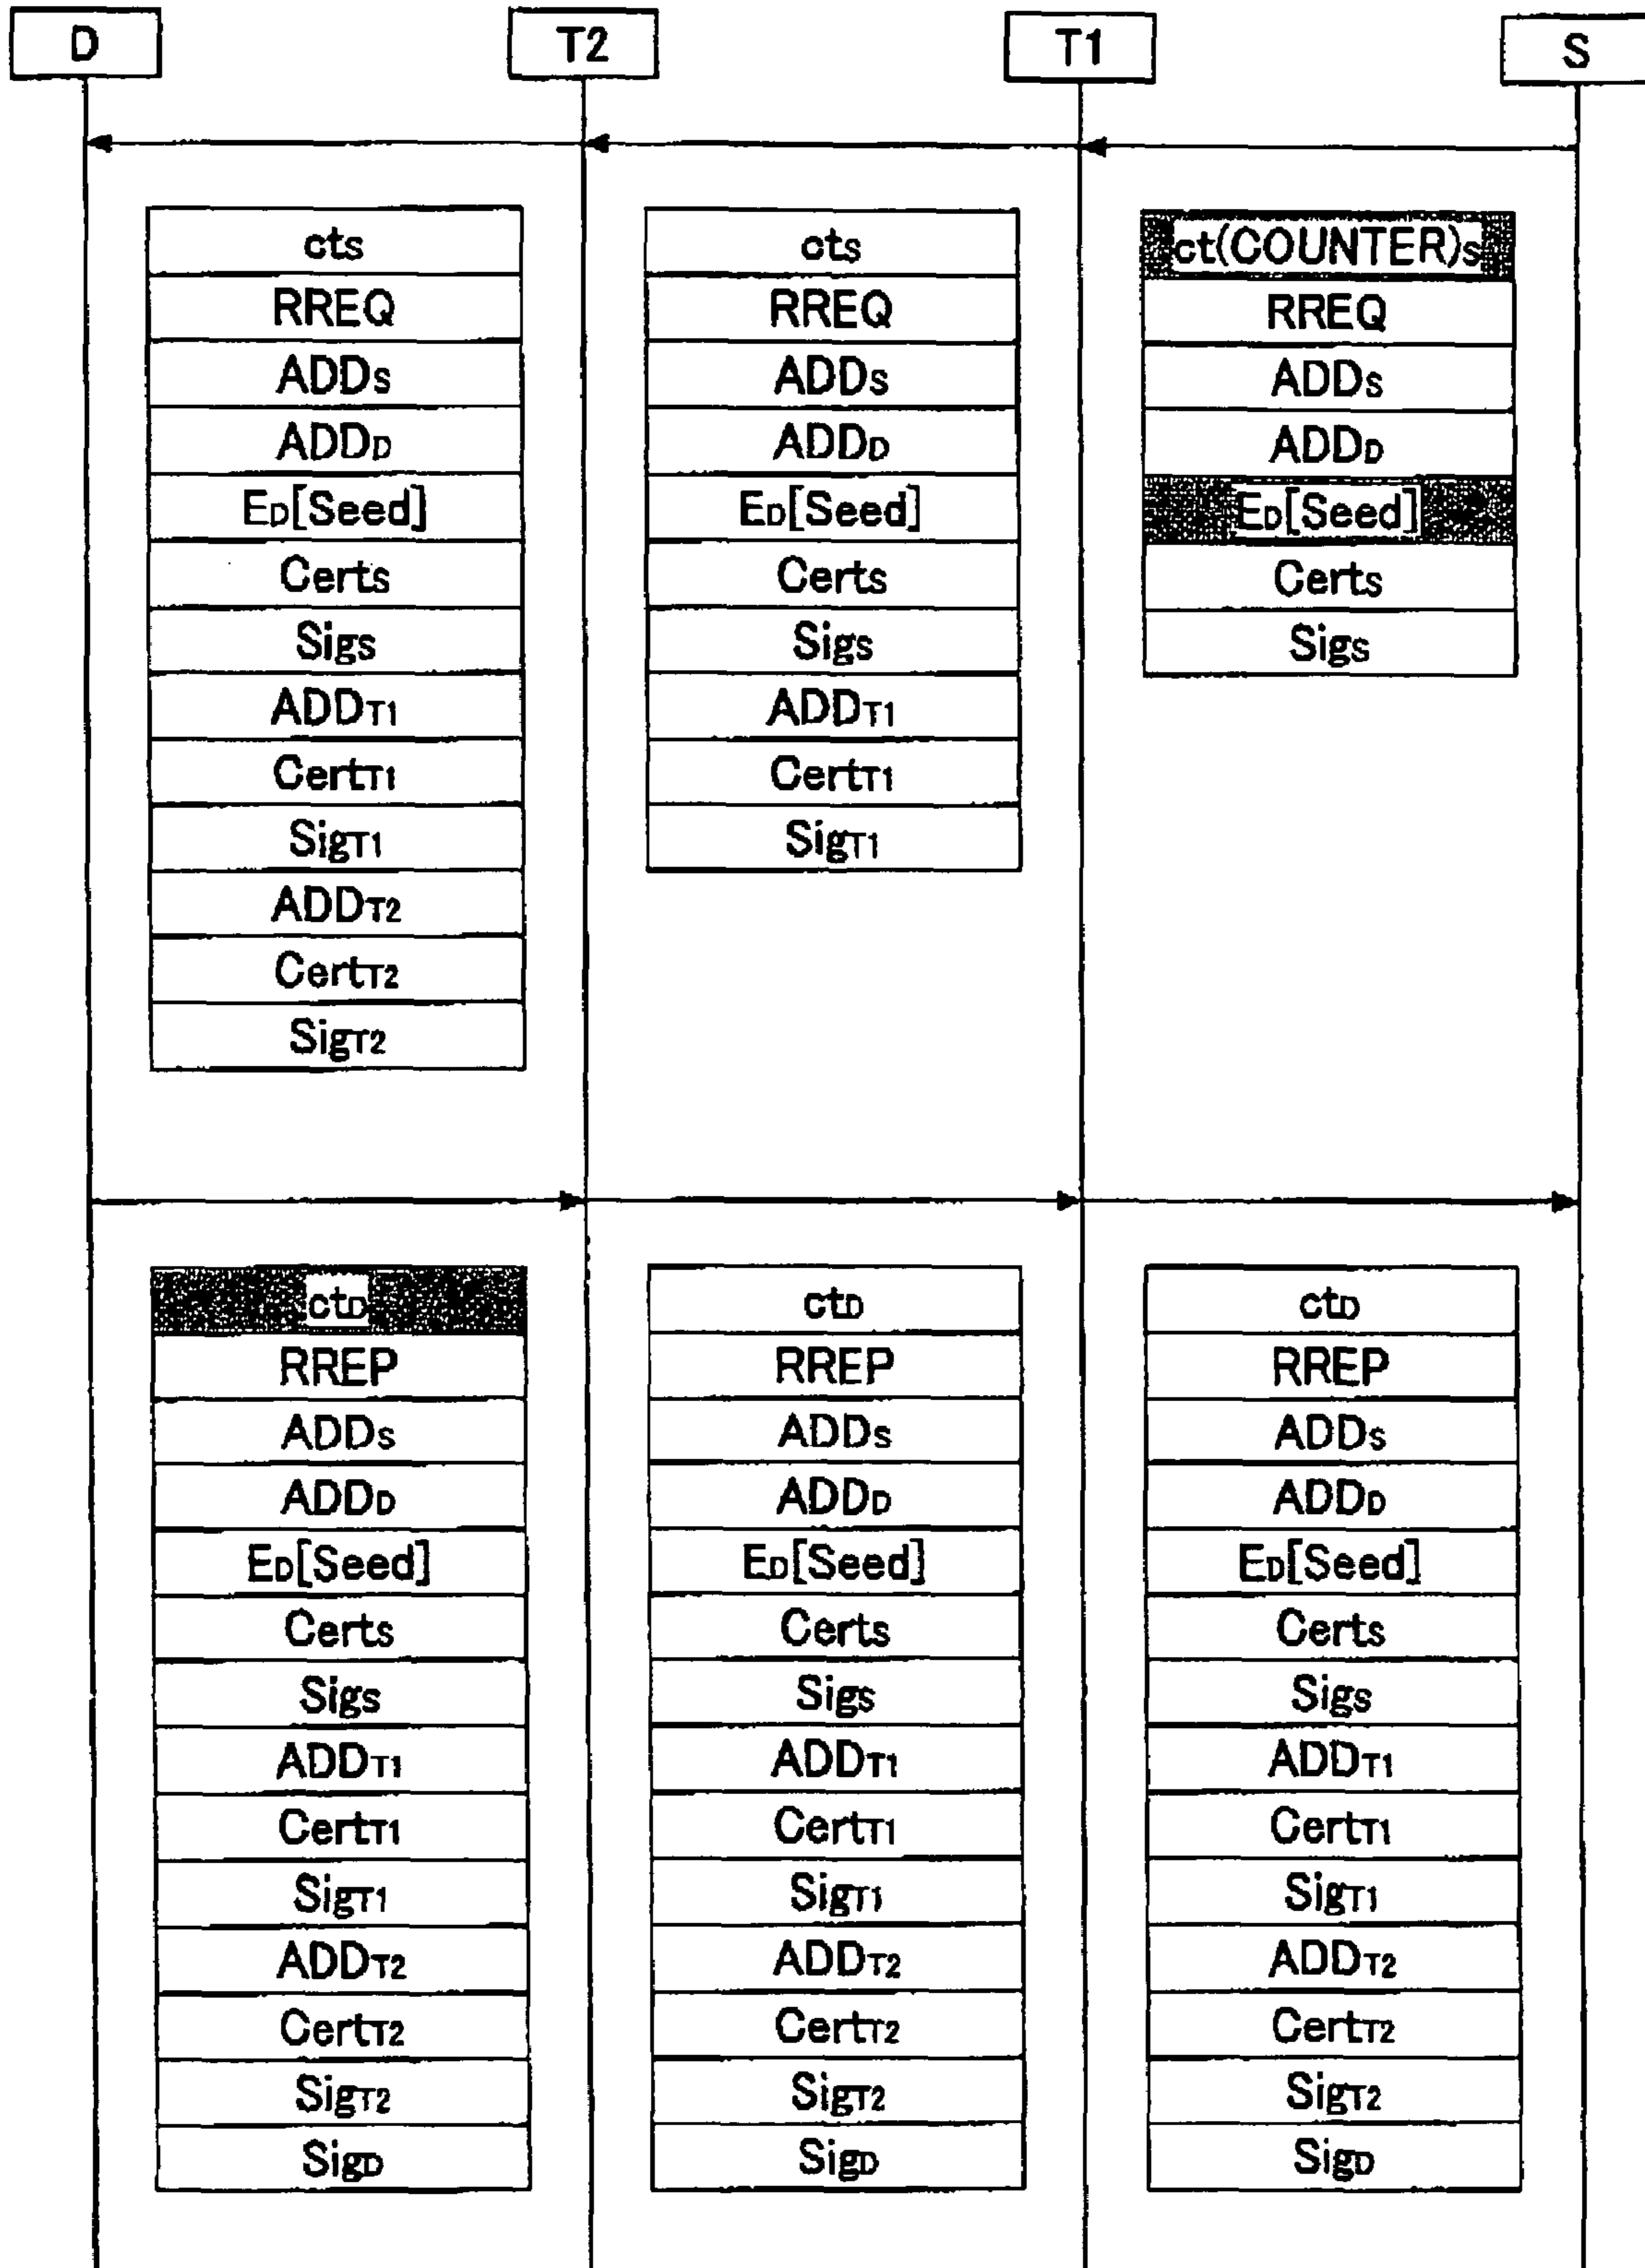 D
T2
T1
S
cts
RREQ
ADDs
ADDD
ED[Seed]
Certs
Sigs
ADDT1
CertT1
SigT1
ADDT2
CertT2
SigT2
cts
RREQ
ADDs
ADDD
ED[Seed]
Certs
Sigs
ADDT1
CertT1
SigT1
ct(COUNTER)s
RREQ
ADDs
ADDD
ED[Seed]
Certs
Sigs
ctD
RREP
ADDs
ADDD
ED[Seed]
Certs
Sigs
ADDT1
CertT1
SigT1
ADDT2
CertT2
SigT2
SigD
ctD
RREP
ADDs
ADDD
ED[Seed]
Certs
Sigs
ADDT1
CertT1
SigT1
ADDT2
CertT2
SigT2
SigD
ctD
RREP
ADDs
ADDD
ED[Seed]
Certs
Sigs
ADDT1
CertT1
SigT1
ADDT2
CertT2
SigT2
SigD